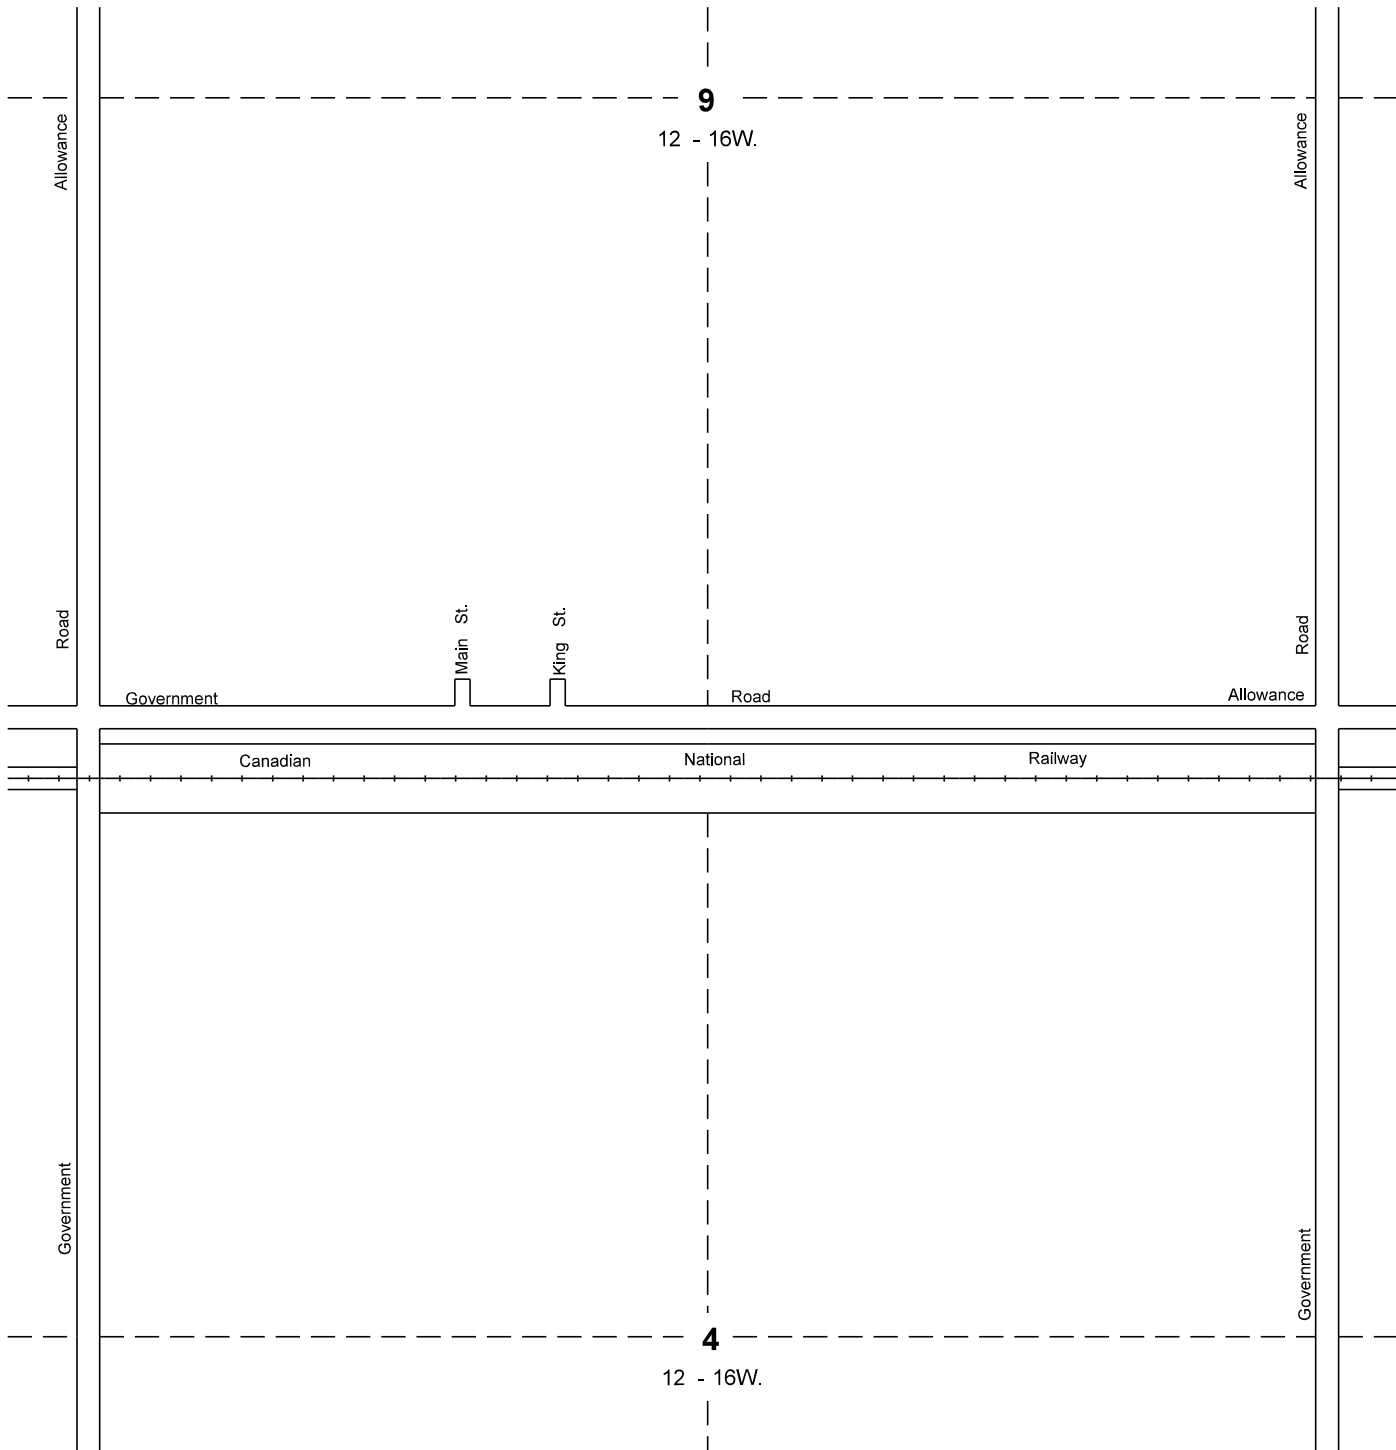 9
12 - 16W.
Allowance
Allowance
Road
Main St.
King St.
Road
Government
Road
Allowance
Canadian National Railway
Government
Government
4
12 - 16W.